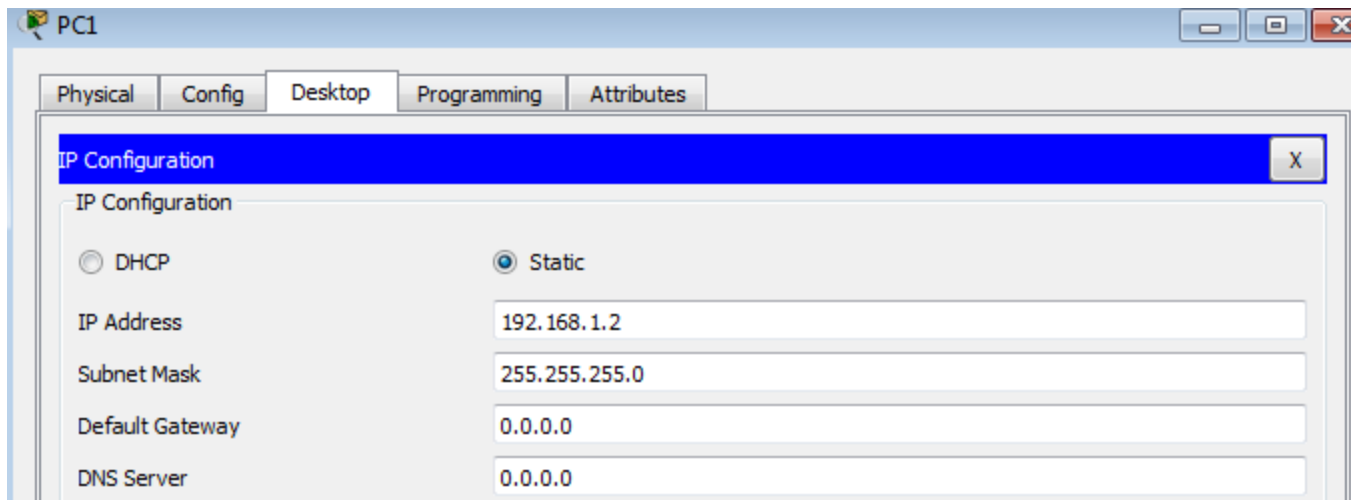 PC1
Physical Config Desktop Programming Attributes
IP Configuration X
IP Configuration
DHCP Static
IP Address 192.168.1.2
Subnet Mask 255.255.255.0
Default Gateway 0.0.0.0
DNS Server 0.0.0.0